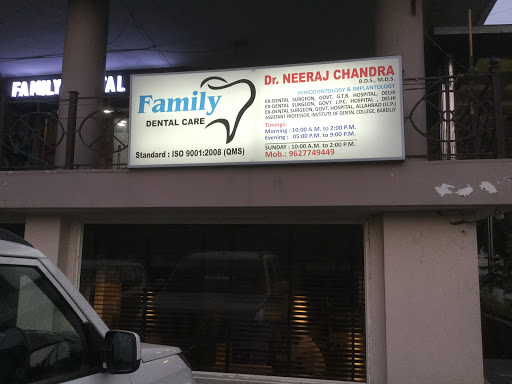 FAMILY DENTAL
Family
DENTAL CARE
Standard : ISO 9001:2008 (QMS)
Dr. NEERAJ CHANDRA
B.D.S., M.D.S.
PERIODONTOLOGY & IMPLANTOLOGY
EX-DENTAL SURGEON, GOVT. G.T.B. HOSPITAL, DELHI
EX-DENTAL SURGEON, GOVT. L.P.G. HOSPITAL , DELHI
EX-DENTAL SURGEON, GOVT. HOSPITAL, ALLAHBAD (U.P.)
ASSISTANT PROFESSOR, INSTITUTE OF DENTAL COLLEGE, BAREILLY
Timings:
Morning : 10:00 A.M. to 2:00 P.M.
Evening : 05:00 P.M. to 9:00 P.M.
SUNDAY : 10:00 A.M. to 2:00 P.M.
Mob.: 9627749449